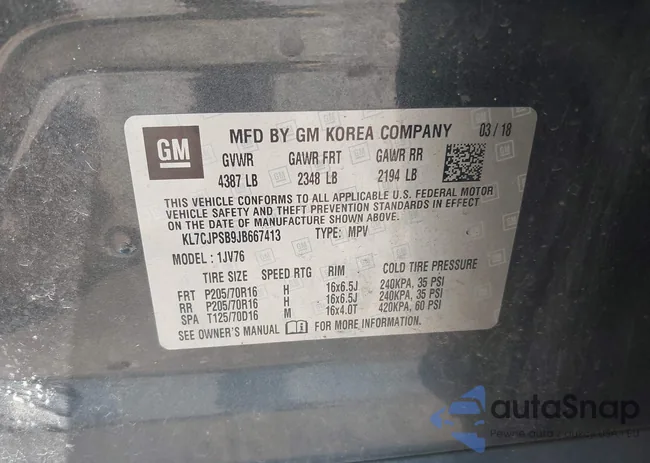 GM
MFD BY GM KOREA COMPANY 03/18
GVWR GAWR FRT GAWR RR
4387 LB 2348 LB 2194 LB
THIS VEHICLE CONFORMS TO ALL APPLICABLE U.S. FEDERAL MOTOR
VEHICLE SAFETY AND THEFT PREVENTION STANDARDS IN EFFECT
ON THE DATE OF MANUFACTURE SHOWN ABOVE.
KL7CJPSB9JB667413 TYPE: MPV
MODEL : 1JV76
TIRE SIZE SPEED RTG RIM COLD TIRE PRESSURE
FRT P205/70R16 H 16x6.5J 240KPA, 35 PSI
RR P205/70R16 H 16x6.5J 240KPA, 35 PSI
SPA T125/70D16 M 16x4.0T 420KPA, 60 PSI
SEE OWNER'S MANUAL FOR MORE INFORMATION
autaSnap